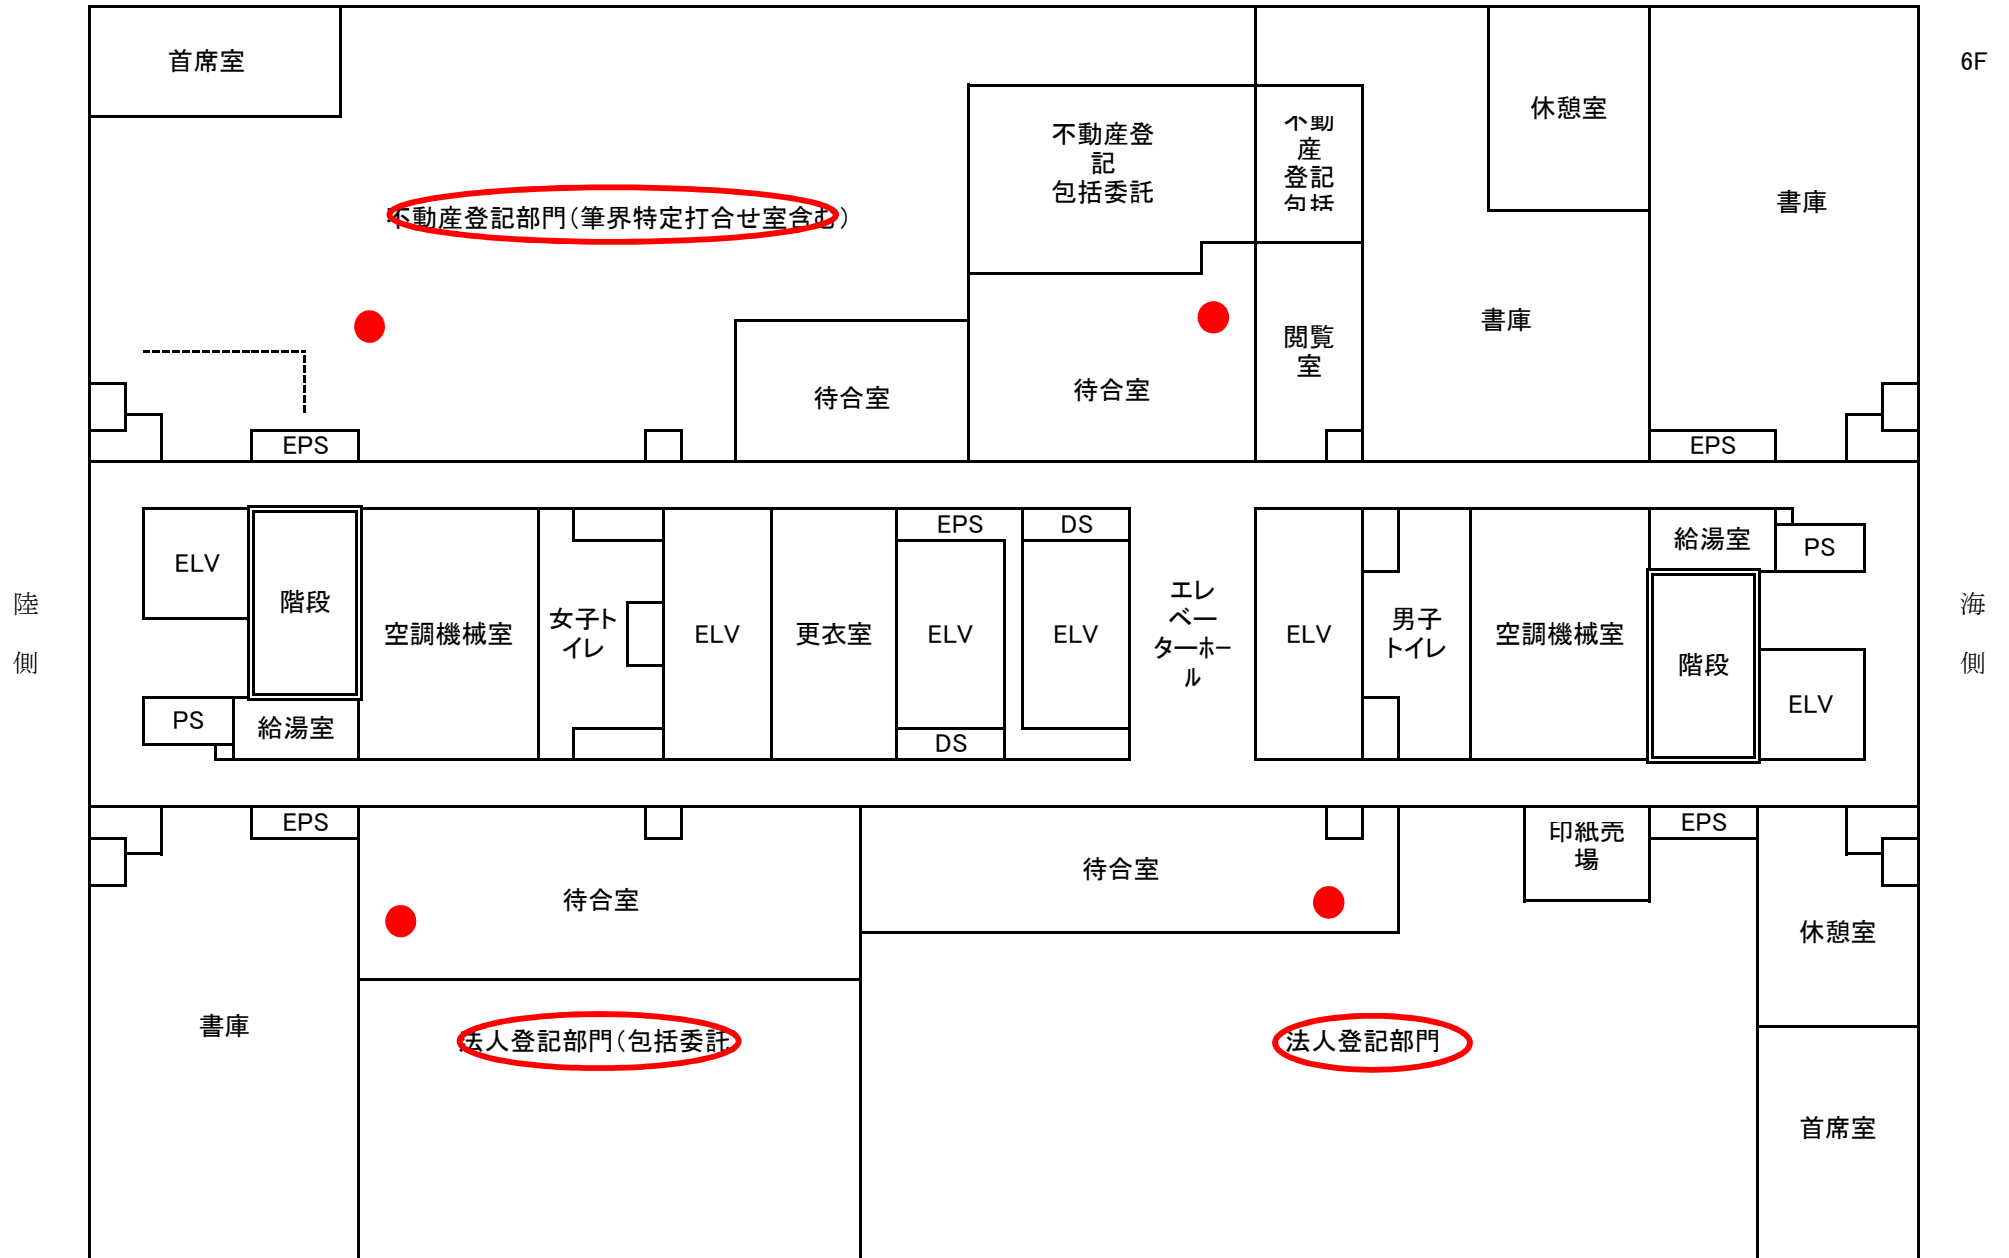 首席室
6F
休憩室
不動産登
記
包括委託
不動
産
登記
包括
書庫
不動産登記部門(筆界特定打合せ室含む)
書庫
閲覧
室
待合室
待合室
EPS
EPS
EPS
DS
給湯室
PS
ELV
階段
空調機械室
女子ト
イレ
ELV
更衣室
ELV
ELV
エレ
ベー
ターホー
ル
ELV
男子
トイレ
空調機械室
階段
ELV
陸
側
海
側
PS
給湯室
DS
EPS
印紙売
場
EPS
待合室
待合室
休憩室
書庫
法人登記部門(包括委託
法人登記部門
首席室